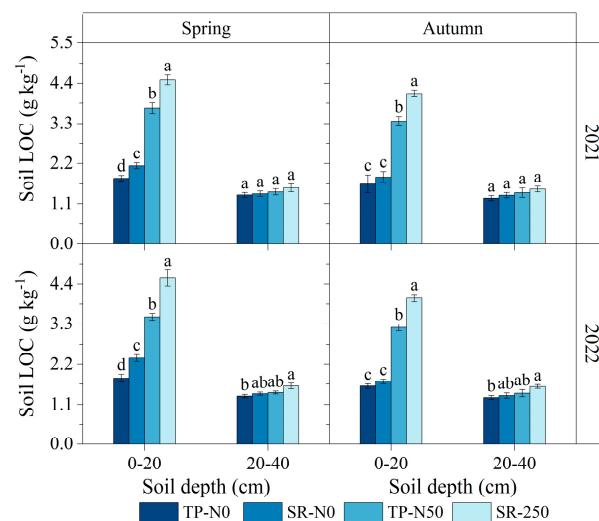 Spring Autumn
5.5
4.4
3.3
2.2
1.1
0.0
Soil LOC (g kg⁻¹)
d c b a a a a a
c c b a a a a a
2021
4.4
3.3
2.2
1.1
0.0
Soil LOC (g kg⁻¹)
d c b a b ab ab a
c c b a b ab ab a
2022
0-20 20-40 0-20 20-40
Soil depth (cm) Soil depth (cm)
TP-N0 SR-N0 TP-N50 SR-250